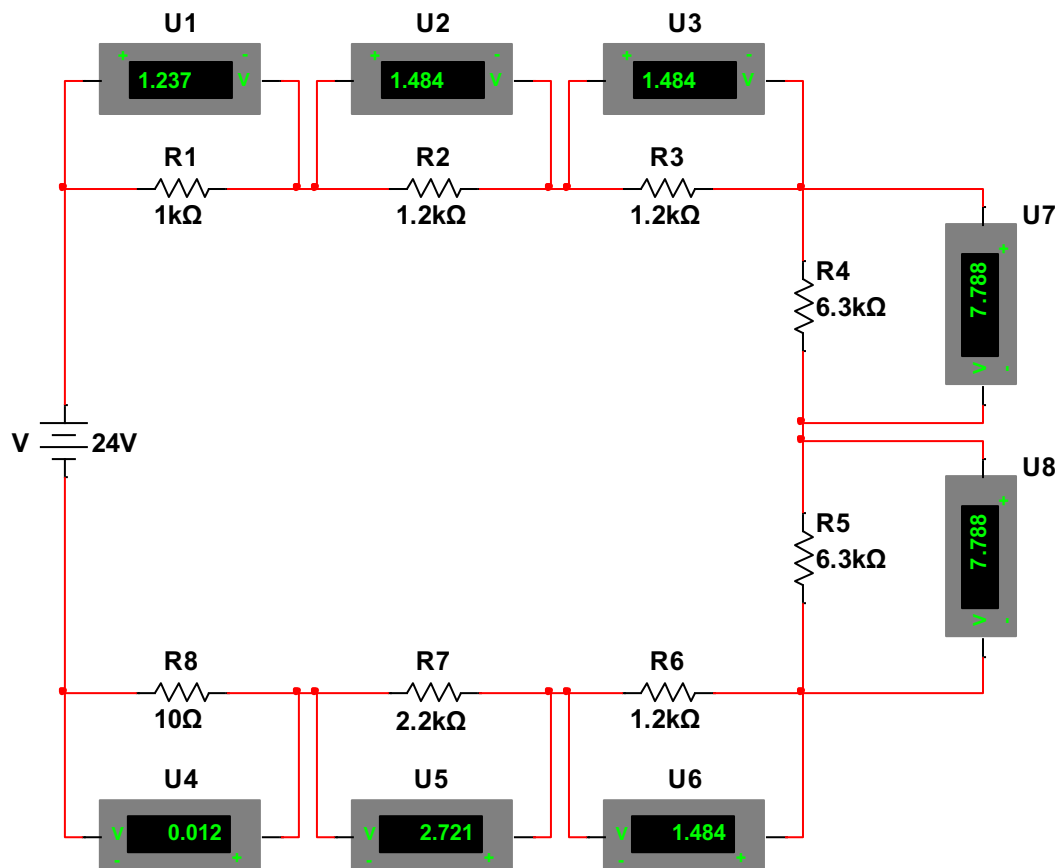 U1 U2 U3
+ - + - + -
1.237 V 1.484 V 1.484 V
R1 R2 R3
1kΩ 1.2kΩ 1.2kΩ
U7
+
7.788
V -
R4
6.3kΩ
V 24V
U8
+
7.788
V -
R5
6.3kΩ
R8 R7 R6
10Ω 2.2kΩ 1.2kΩ
U4 U5 U6
V 0.012 V 2.721 V 1.484
- + - + - +